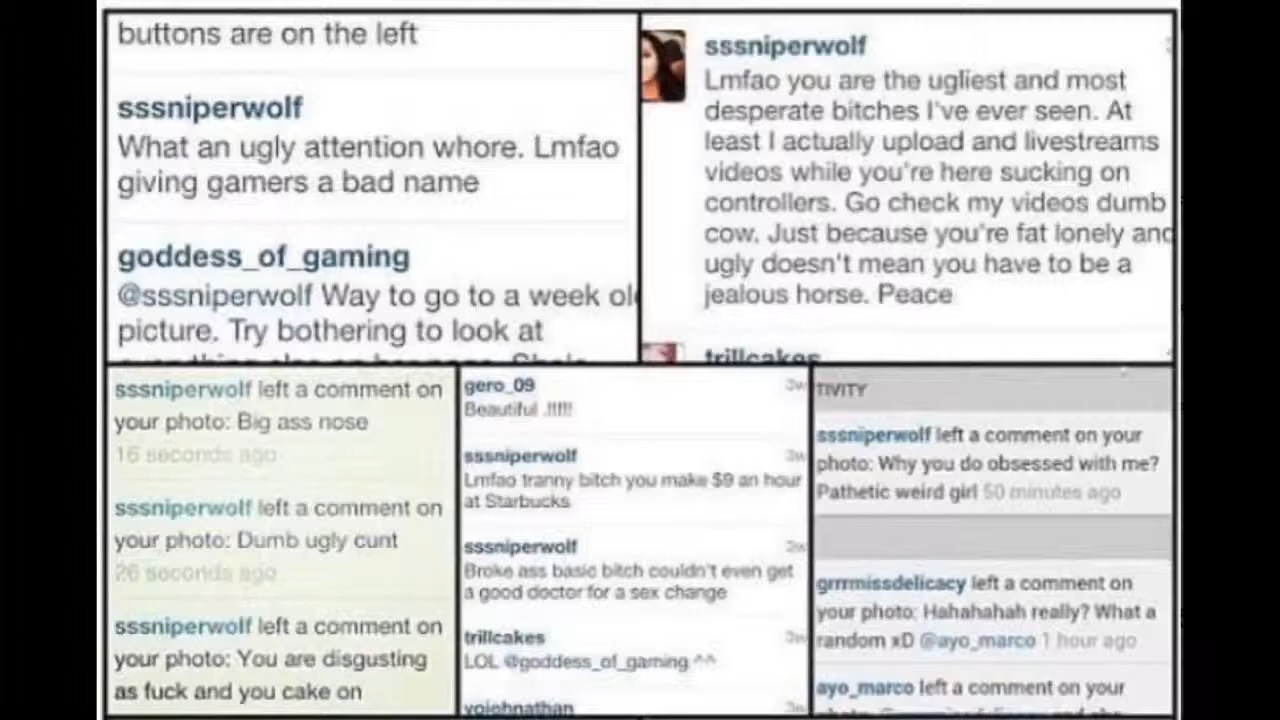 buttons are on the left
sssniperwolf
What an ugly attention whore. Lmfao
giving gamers a bad name
goddess_of_gaming
@sssniperwolf Way to go to a week
picture. Try bothering to look at
sssniperwolf
Lmfao you are the ugliest and most
desperate bitches I've ever seen. At
least I actually upload and livestreams
videos while you're here sucking on
controllers. Go check my videos dumb
cow. Just because you're fat lonely and
ugly doesn't mean you have to be a
jealous horse. Peace
trillcakes
sssniperwolf left a comment on
your photo: Big ass nose
16 seconds ago
sssniperwolf left a comment on
your photo: Dumb ugly cunt
26 seconds ago
sssniperwolf left a comment on
your photo: You are disgusting
as fuck and you cake on
gero_09
Beautiful .!!!!!
sssniperwolf
Lmfao tranny bitch you make $9 an hour
at Starbucks
sssniperwolf
Broke ass basic bitch couldn't even get
a good doctor for a sex change
trillcakes
LOL @goddess_of_gaming ^^
yojohnathan
TIVITY
sssniperwolf left a comment on your
photo: Why you do obsessed with me?
Pathetic weird girl 50 minutes ago
grrrmissdelicacy left a comment on
your photo: Hahahahah really? What a
random xD @ayo_marco 1 hour ago
ayo_marco left a comment on your